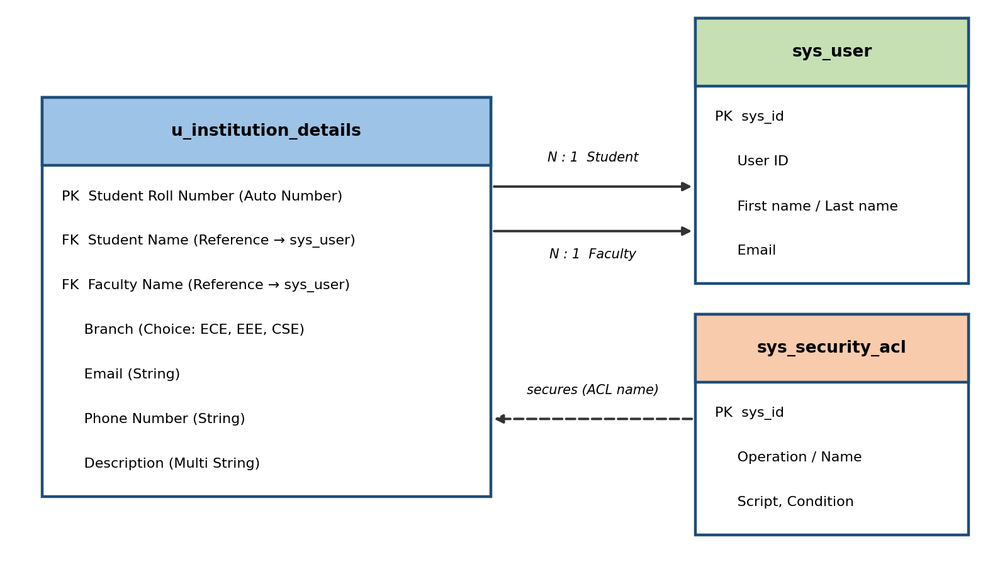 u_institution_details
PK  Student Roll Number (Auto Number)
FK  Student Name (Reference → sys_user)
FK  Faculty Name (Reference → sys_user)
Branch (Choice: ECE, EEE, CSE)
Email (String)
Phone Number (String)
Description (Multi String)
N : 1  Student
N : 1  Faculty
secures (ACL name)
sys_user
PK  sys_id
User ID
First name / Last name
Email
sys_security_acl
PK  sys_id
Operation / Name
Script, Condition